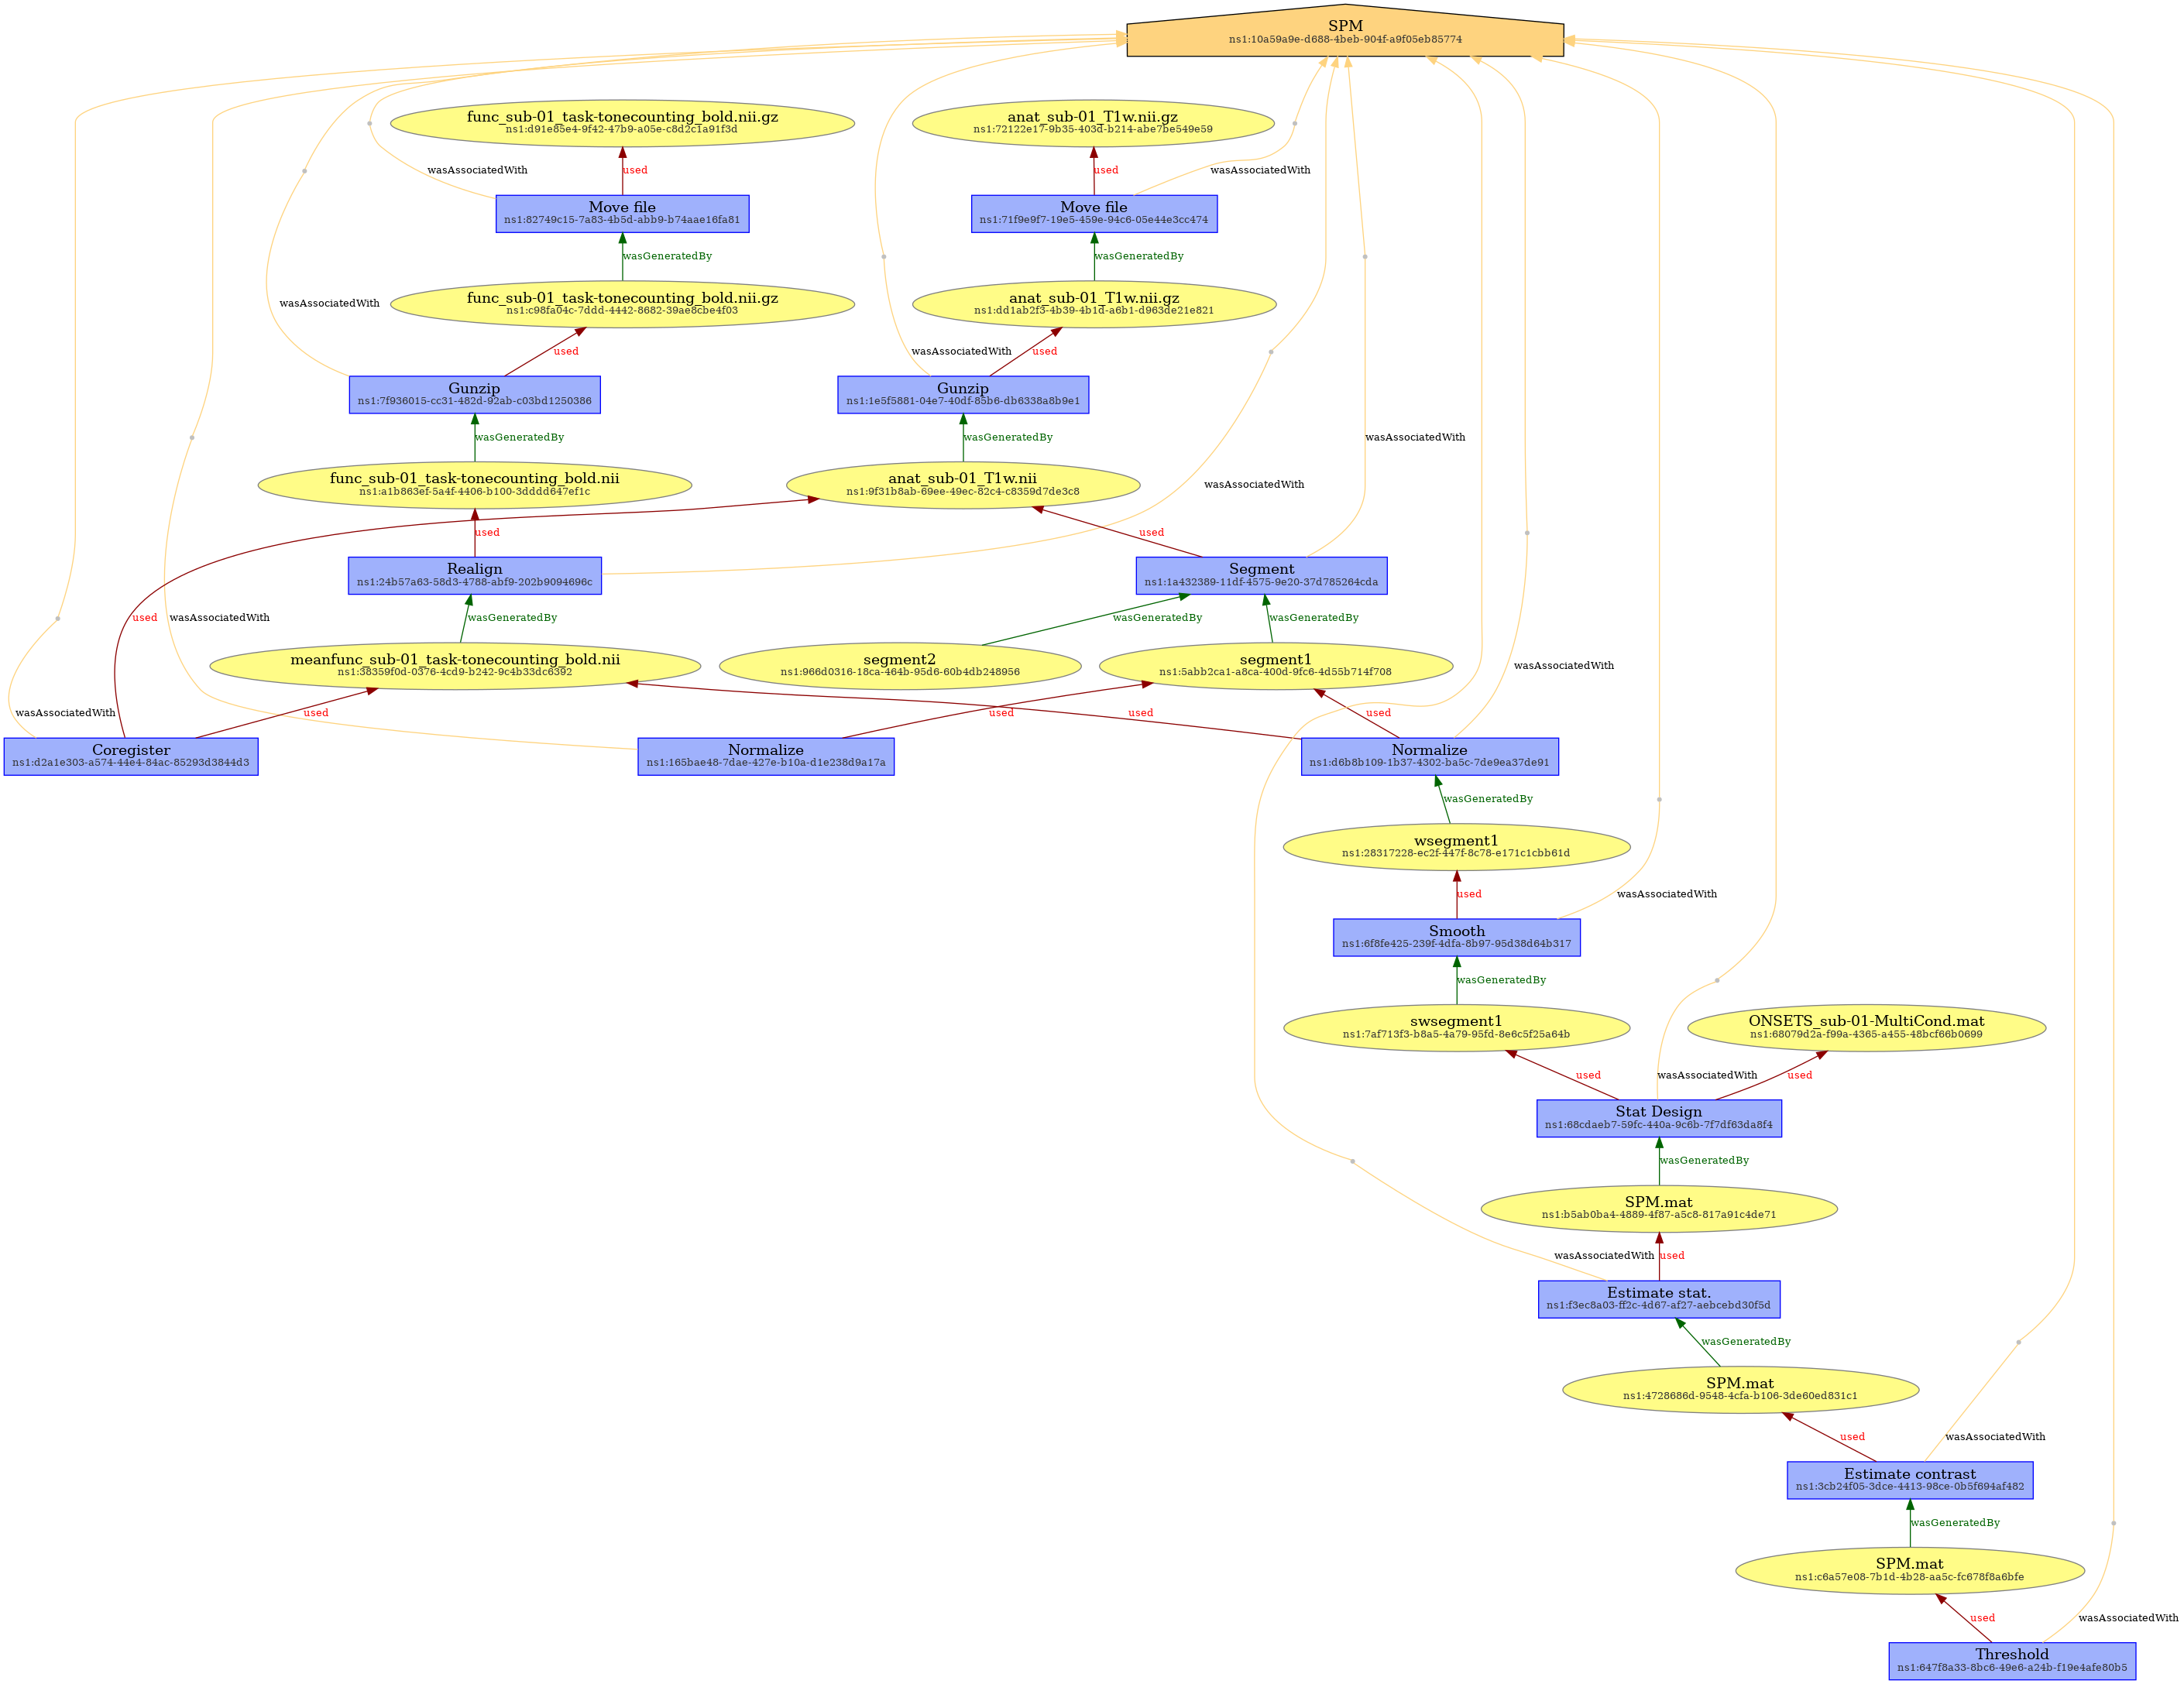 SPM
ns1:10a59a9e-d688-4beb-904f-a9f05eb85774
func_sub-01_task-tonecounting_bold.nii.gz
ns1:d91e85e4-9f42-47b9-a05e-c8d2c1a91f3d
anat_sub-01_T1w.nii.gz
ns1:72122e17-9b35-403d-b214-abe7be549e59
wasAssociatedWith
used
used
wasAssociatedWith
Move file
ns1:82749c15-7a83-4b5d-abb9-b74aae16fa81
Move file
ns1:71f9e9f7-19e5-459e-94c6-05e44e3cc474
wasGeneratedBy
wasGeneratedBy
wasAssociatedWith
func_sub-01_task-tonecounting_bold.nii.gz
ns1:c98fa04c-7ddd-4442-8682-39ae8cbe4f03
anat_sub-01_T1w.nii.gz
ns1:dd1ab2f3-4b39-4b1d-a6b1-d963de21e821
used
wasAssociatedWith
used
Gunzip
ns1:7f936015-cc31-482d-92ab-c03bd1250386
Gunzip
ns1:1e5f5881-04e7-40df-85b6-db6338a8b9e1
wasGeneratedBy
wasGeneratedBy
wasAssociatedWith
func_sub-01_task-tonecounting_bold.nii
ns1:a1b863ef-5a4f-4406-b100-3dddd647ef1c
anat_sub-01_T1w.nii
ns1:9f31b8ab-69ee-49ec-82c4-c8359d7de3c8
wasAssociatedWith
used
used
Realign
ns1:24b57a63-58d3-4788-abf9-202b9094696c
Segment
ns1:1a432389-11df-4575-9e20-37d785264cda
used
wasAssociatedWith
wasGeneratedBy
wasGeneratedBy
wasGeneratedBy
meanfunc_sub-01_task-tonecounting_bold.nii
ns1:38359f0d-0376-4cd9-b242-9c4b33dc6392
segment2
ns1:966d0316-18ca-464b-95d6-60b4db248956
segment1
ns1:5abb2ca1-a8ca-400d-9fc6-4d55b714f708
wasAssociatedWith
wasAssociatedWith
used
used
used
used
Coregister
ns1:d2a1e303-a574-44e4-84ac-85293d3844d3
Normalize
ns1:165bae48-7dae-427e-b10a-d1e238d9a17a
Normalize
ns1:d6b8b109-1b37-4302-ba5c-7de9ea37de91
wasGeneratedBy
wsegment1
ns1:28317228-ec2f-447f-8c78-e171c1cbb61d
used
wasAssociatedWith
Smooth
ns1:6f8fe425-239f-4dfa-8b97-95d38d64b317
wasGeneratedBy
swsegment1
ns1:7af713f3-b8a5-4a79-95fd-8e6c5f25a64b
ONSETS_sub-01-MultiCond.mat
ns1:68079d2a-f99a-4365-a455-48bcf66b0699
used
wasAssociatedWith
used
Stat Design
ns1:68cdaeb7-59fc-440a-9c6b-7f7df63da8f4
wasGeneratedBy
SPM.mat
ns1:b5ab0ba4-4889-4f87-a5c8-817a91c4de71
wasAssociatedWith
used
Estimate stat.
ns1:f3ec8a03-ff2c-4d67-af27-aebcebd30f5d
wasGeneratedBy
SPM.mat
ns1:4728686d-9548-4cfa-b106-3de60ed831c1
used
wasAssociatedWith
Estimate contrast
ns1:3cb24f05-3dce-4413-98ce-0b5f694af482
wasGeneratedBy
SPM.mat
ns1:c6a57e08-7b1d-4b28-aa5c-fc678f8a6bfe
used
wasAssociatedWith
Threshold
ns1:647f8a33-8bc6-49e6-a24b-f19e4afe80b5